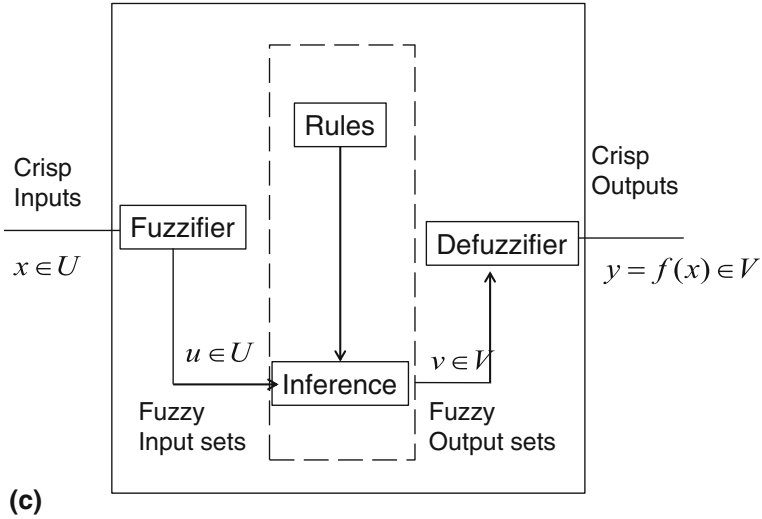 Rules
Crisp
Inputs
Fuzzifier
x ∈ U
Crisp
Outputs
Defuzzifier
y = f(x) ∈ V
u ∈ U
Inference
v ∈ V
Fuzzy
Input sets
Fuzzy
Output sets
(c)